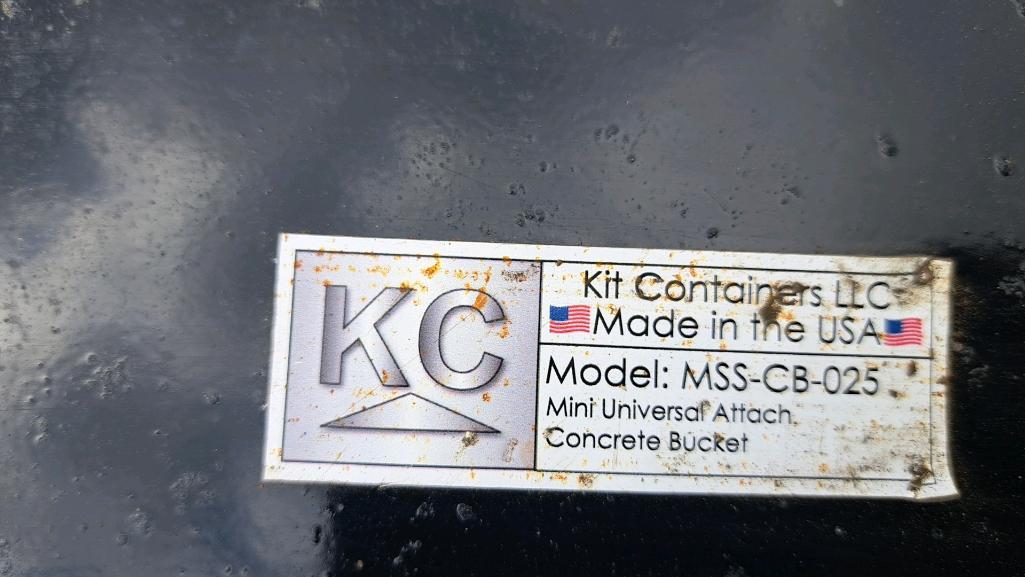 KC
Kit Containers LLC
Made in the USA
Model: MSS-CB-025
Mini Universal Attach.
Concrete Bucket